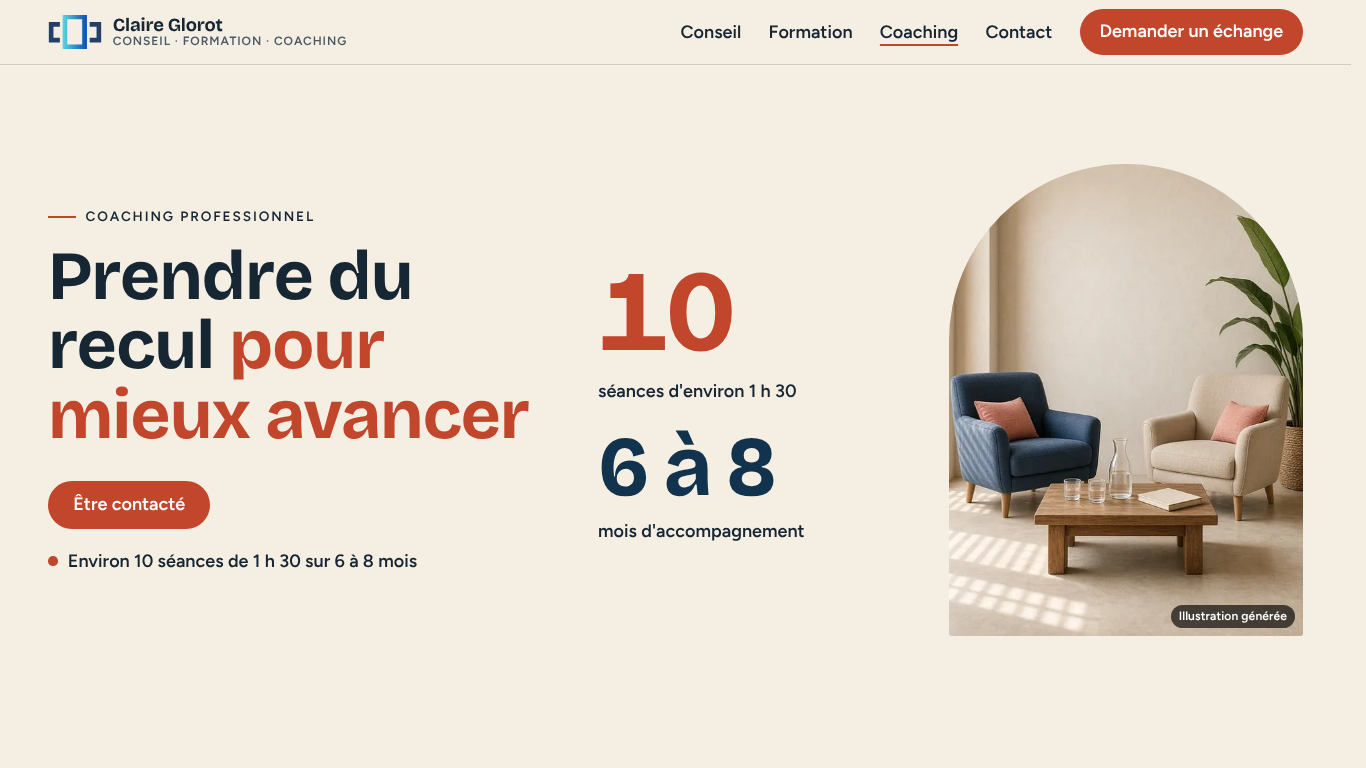 Claire Glorot
CONSEIL · FORMATION · COACHING
Conseil
Formation
Coaching
Contact
Demander un échange
COACHING PROFESSIONNEL
Prendre du
recul pour
mieux avancer
Être contacté
Environ 10 séances de 1 h 30 sur 6 à 8 mois
10
séances d'environ 1 h 30
6 à 8
mois d'accompagnement
Illustration générée